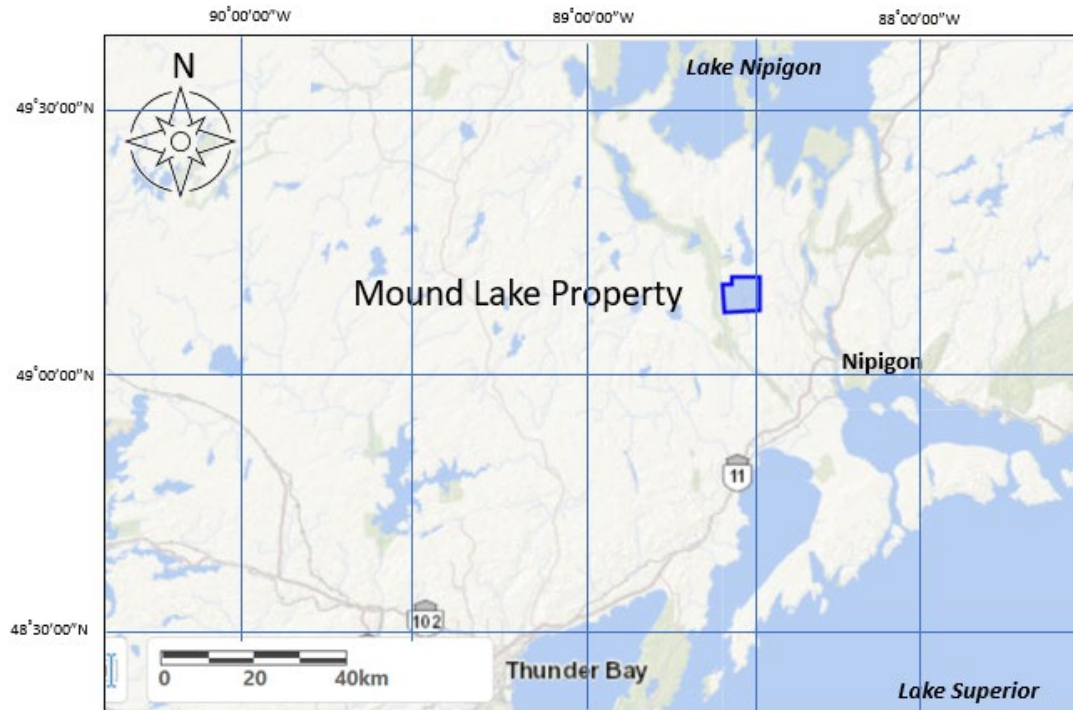 90°00'00"W 89°00'00"W 88°00'00"W
N
Lake Nipigon
49°30'00"N
Mound Lake Property
Nipigon
49°00'00"N
11
102
48°30'00"N
0 20 40km
Thunder Bay
Lake Superior